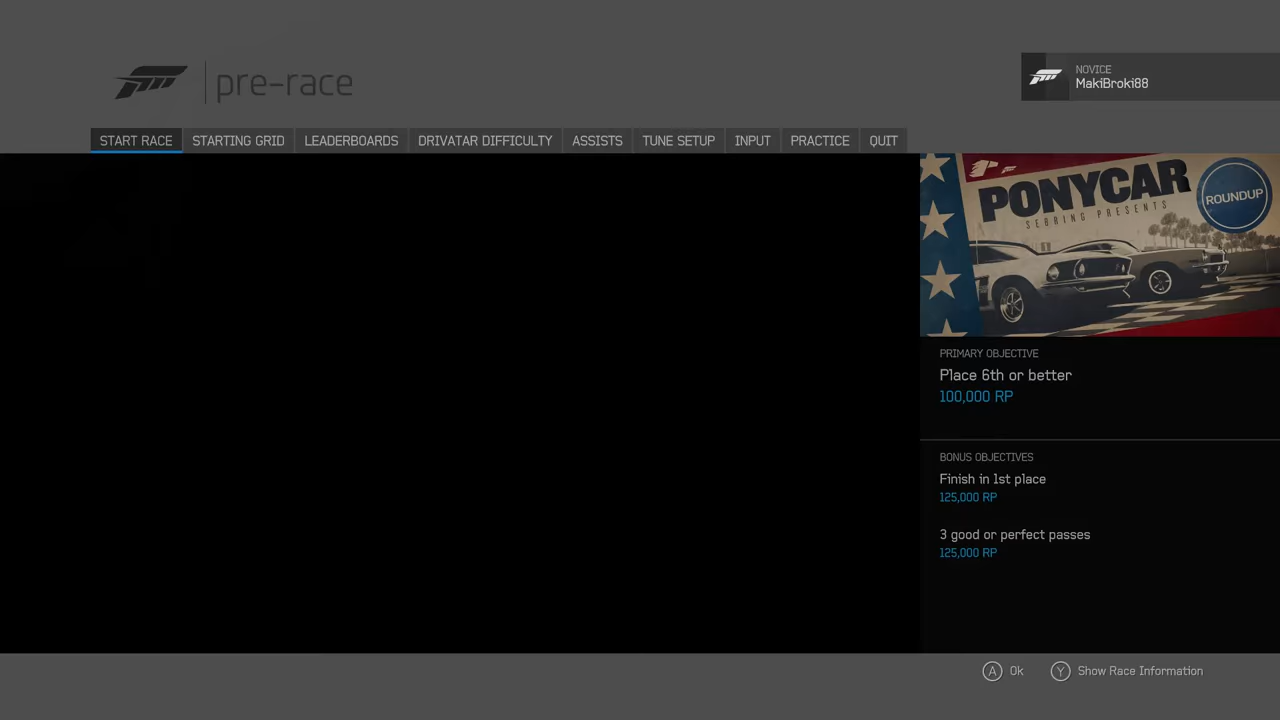 pre-race
NOVICE
MakiBroki88
START RACE
STARTING GRID
LEADERBOARDS
DRIVATAR DIFFICULTY
ASSISTS
TUNE SETUP
INPUT
PRACTICE
QUIT
PONYCAR
SEBRING PRESENTS
ROUNDUP
PRIMARY OBJECTIVE
Place 6th or better
100,000 RP
BONUS OBJECTIVES
Finish in 1st place
125,000 RP
3 good or perfect passes
125,000 RP
A Ok
Y Show Race Information